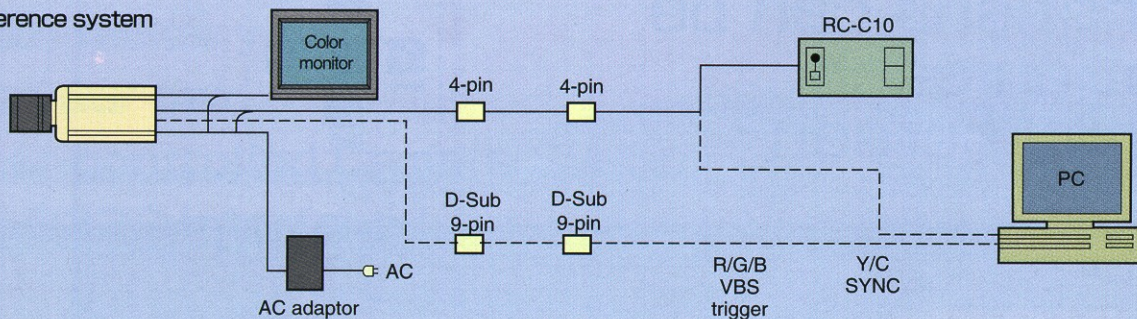 system
Color
monitor
4-pin
4-pin
RC-C10
PC
D-Sub
9-pin
D-Sub
9-pin
AC
AC adaptor
R/G/B
VBS
trigger
Y/C
SYNC